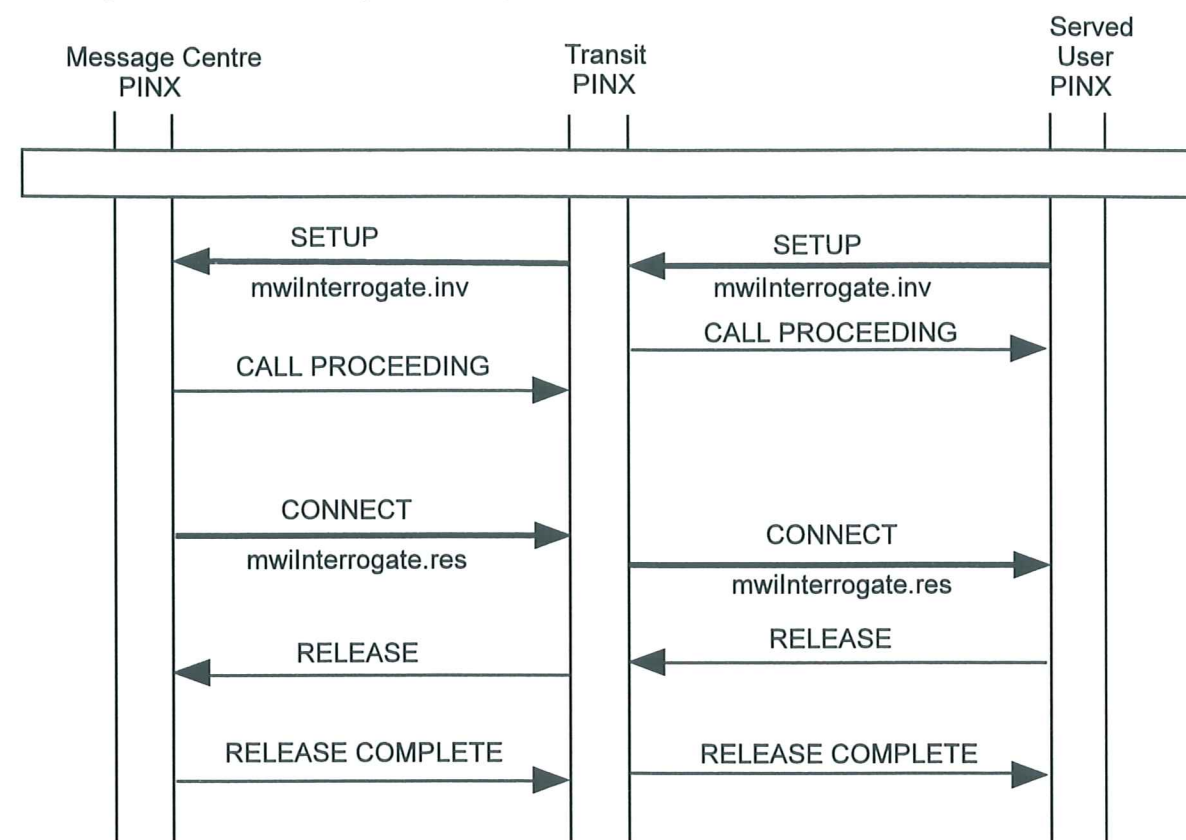 Message Centre
PINX
Transit
PINX
Served
User
PINX
SETUP
SETUP
mwiInterrogate.inv
mwiInterrogate.inv
CALL PROCEEDING
CALL PROCEEDING
CONNECT
CONNECT
mwiInterrogate.res
mwiInterrogate.res
RELEASE
RELEASE
RELEASE COMPLETE
RELEASE COMPLETE